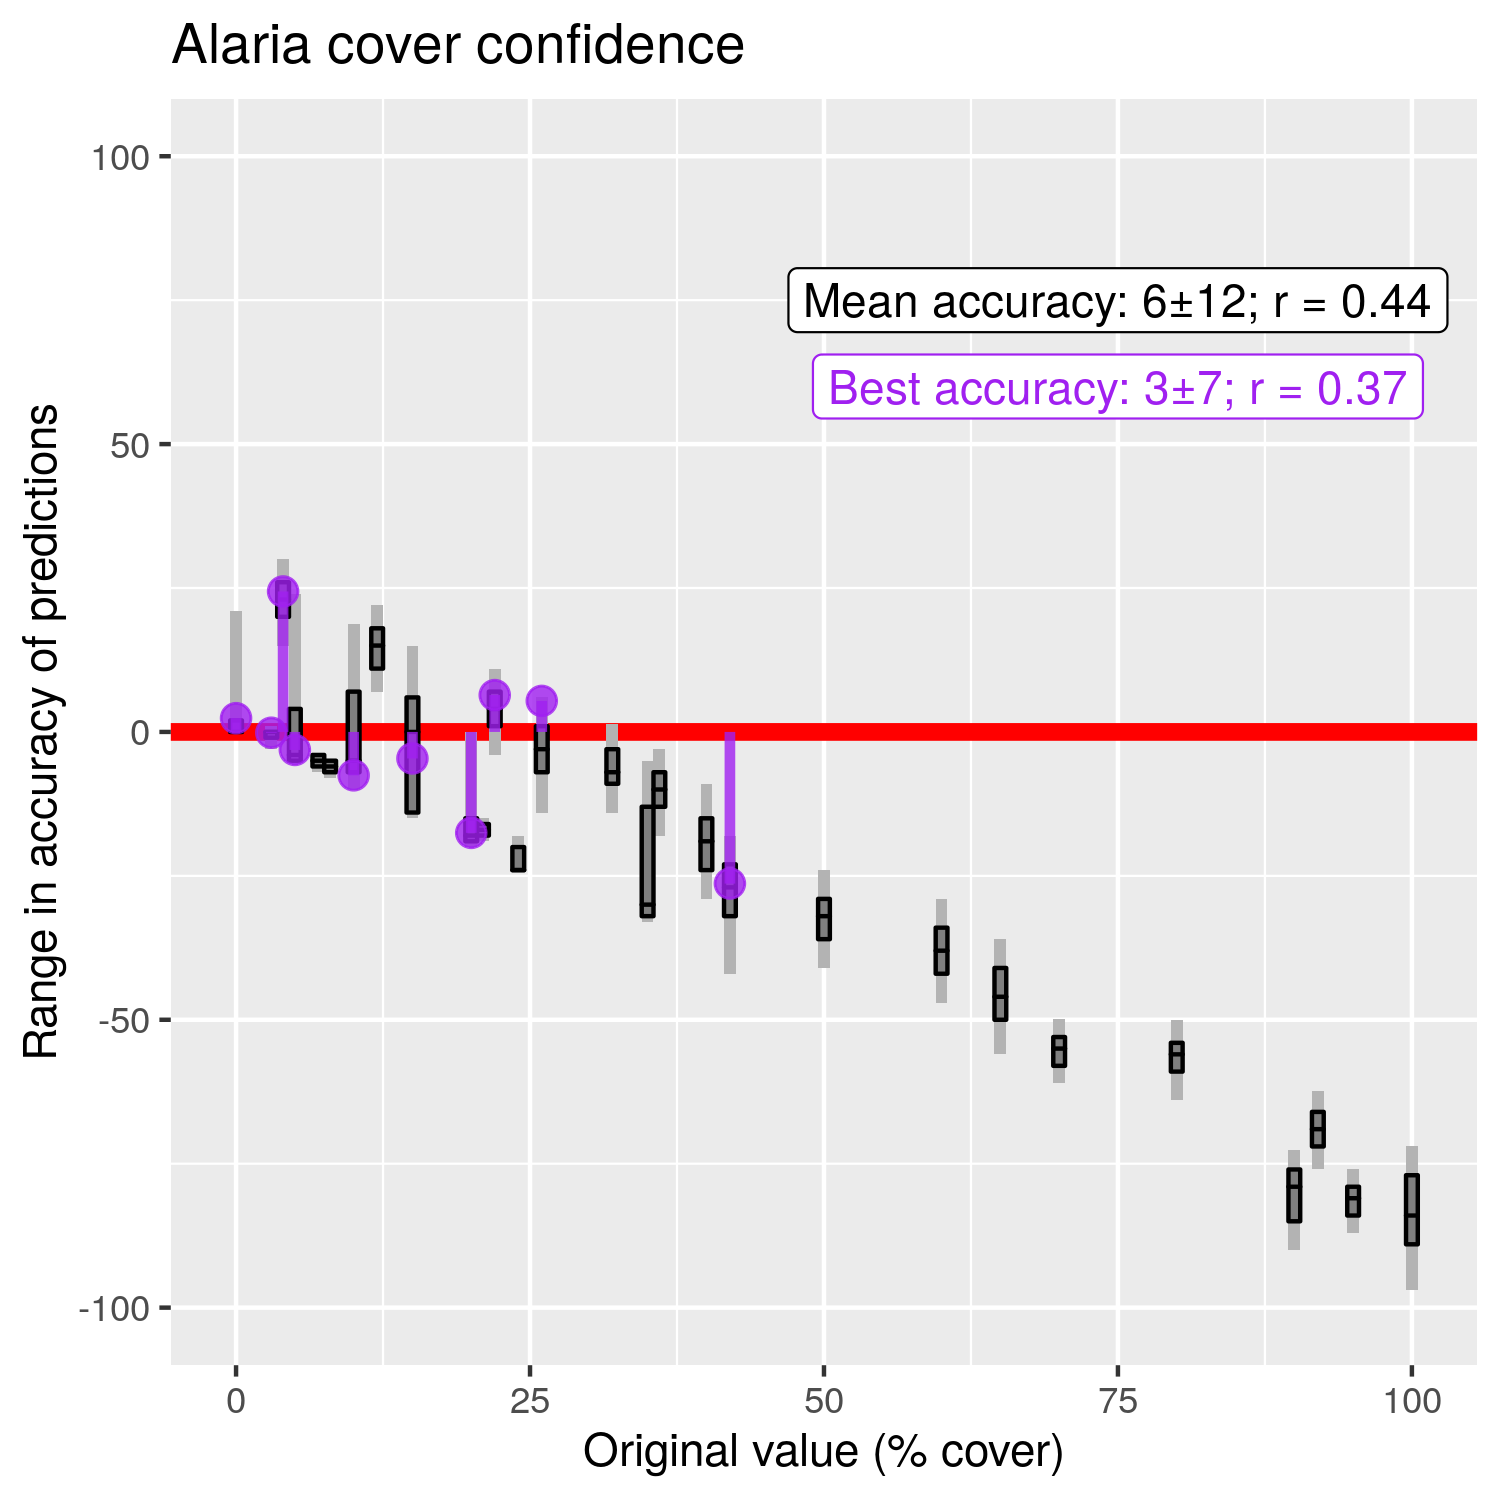 Alaria cover confidence
100
50
0
-50
-100
Range in accuracy of predictions
Mean accuracy: 6±12; r = 0.44
Best accuracy: 3±7; r = 0.37
0 25 50 75 100
Original value (% cover)